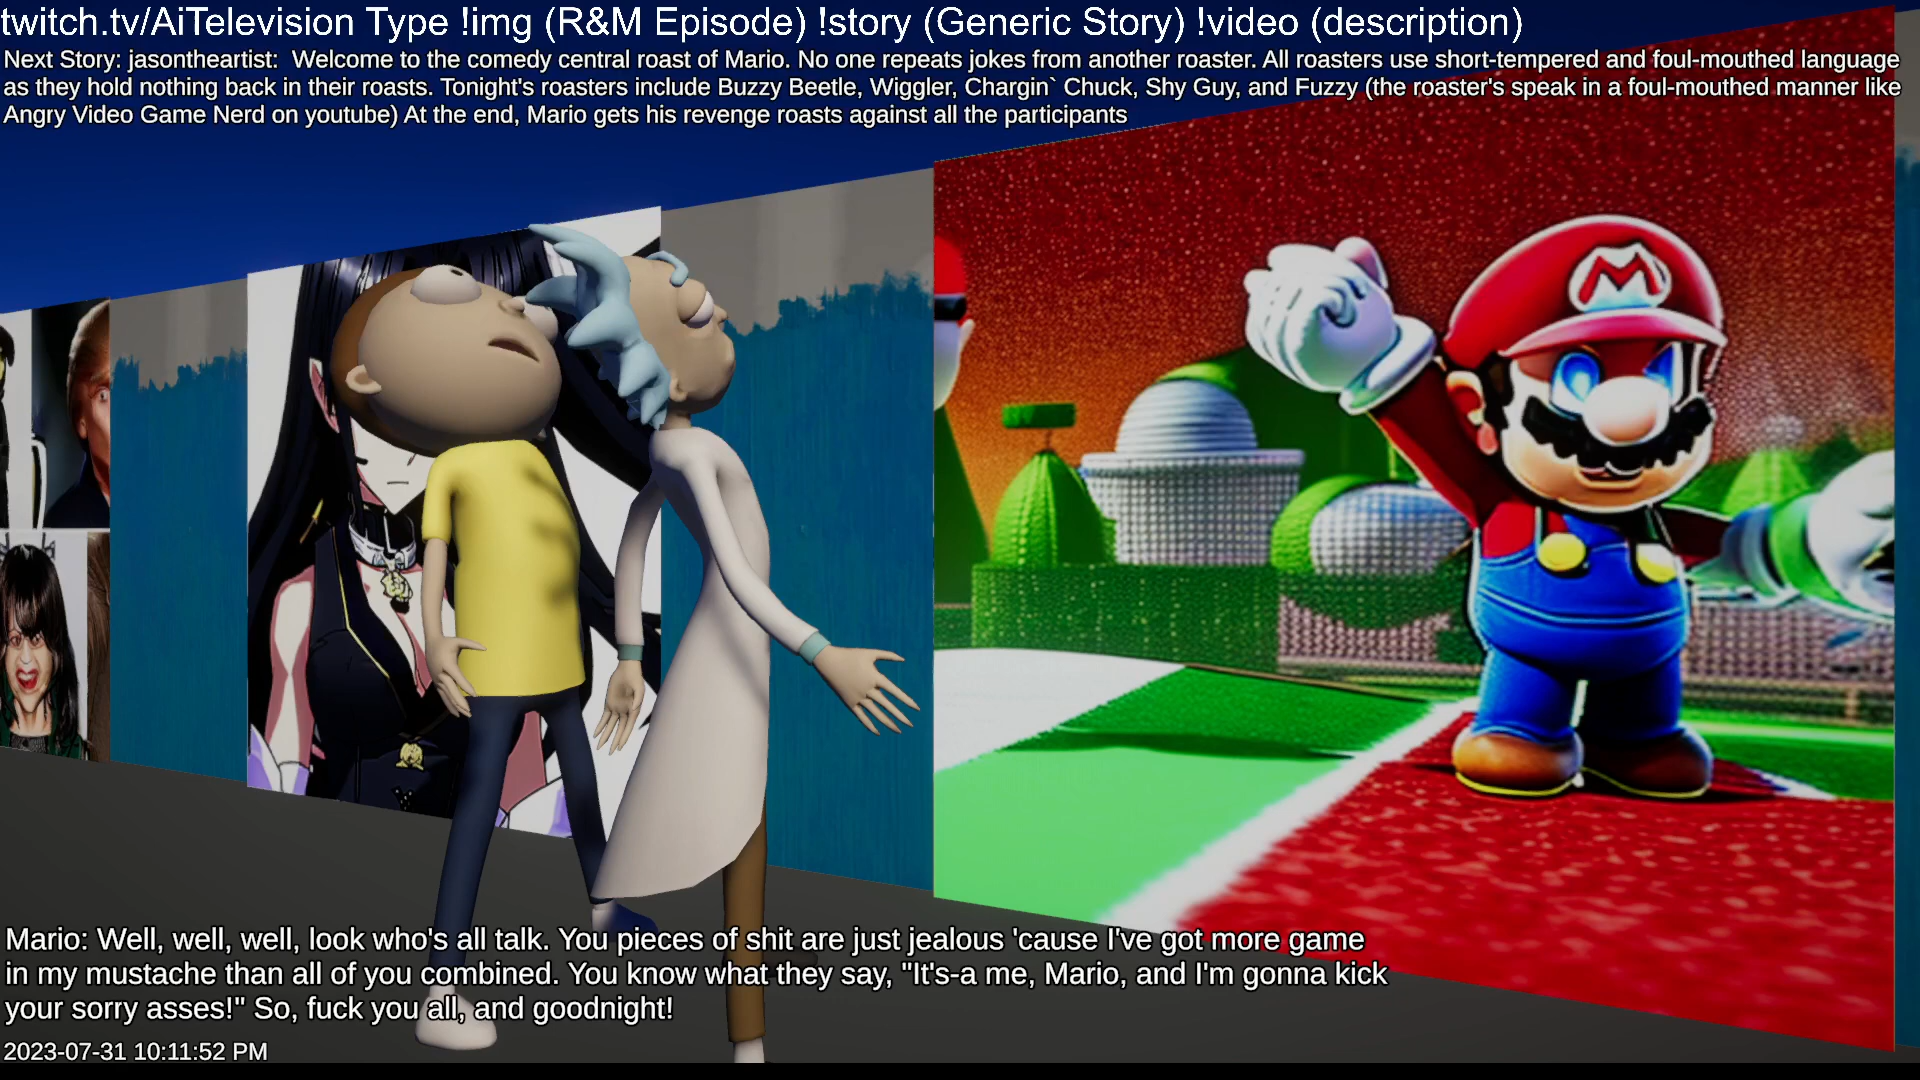 twitch.tv/AiTelevision Type !img (R&M Episode) !story (Generic Story) !video (description)
Next Story: jasontheartist:  Welcome to the comedy central roast of Mario. No one repeats jokes from another roaster. All roasters use short-tempered and foul-mouthed language
as they hold nothing back in their roasts. Tonight's roasters include Buzzy Beetle, Wiggler, Chargin` Chuck, Shy Guy, and Fuzzy (the roaster's speak in a foul-mouthed manner like
Angry Video Game Nerd on youtube) At the end, Mario gets his revenge roasts against all the participants
M
Mario: Well, well, well, look who's all talk. You pieces of shit are just jealous 'cause I've got more game
in my mustache than all of you combined. You know what they say, "It's-a me, Mario, and I'm gonna kick
your sorry asses!" So, fuck you all, and goodnight!
2023-07-31 10:11:52 PM